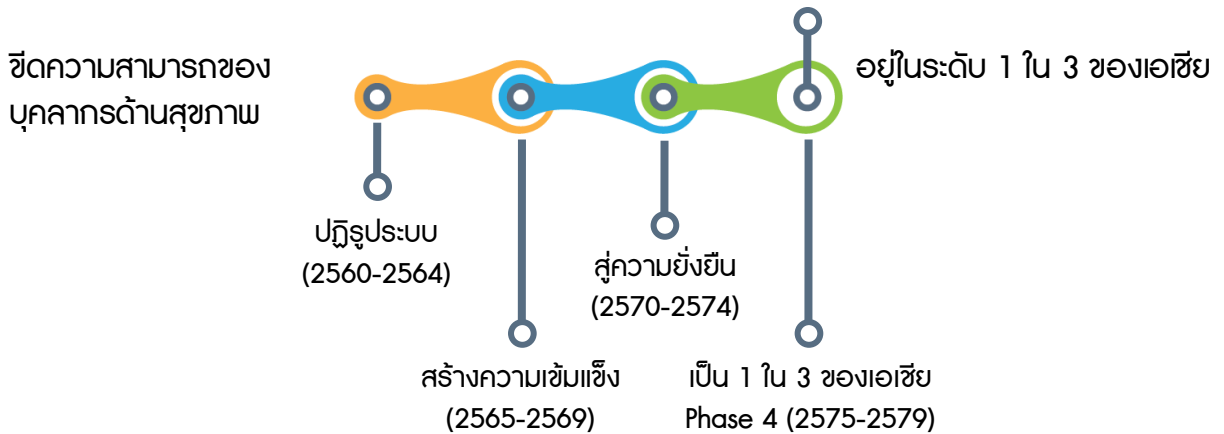 ขีดความสามารถของ
บุคลากรด้านสุขภาพ
อยู่ในระดับ 1 ใน 3 ของเอเชีย
ปฏิรูประบบ
(2560-2564)
สู่ความยั่งยืน
(2570-2574)
สร้างความเข้มแข็ง
(2565-2569)
เป็น 1 ใน 3 ของเอเชีย
Phase 4 (2575-2579)